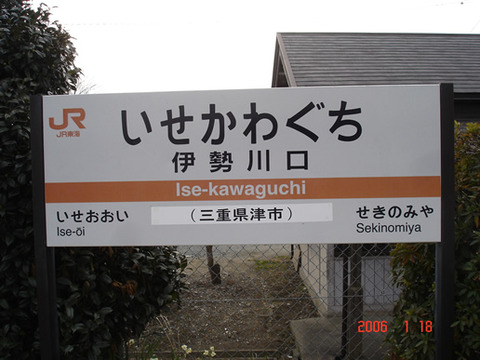 JR
JR東海
いせかわぐち
伊勢川口
Ise-kawaguchi
いせおおい
Ise-ōi
（三重県津市）
せきのみや
Sekinomiya
2006 1 18